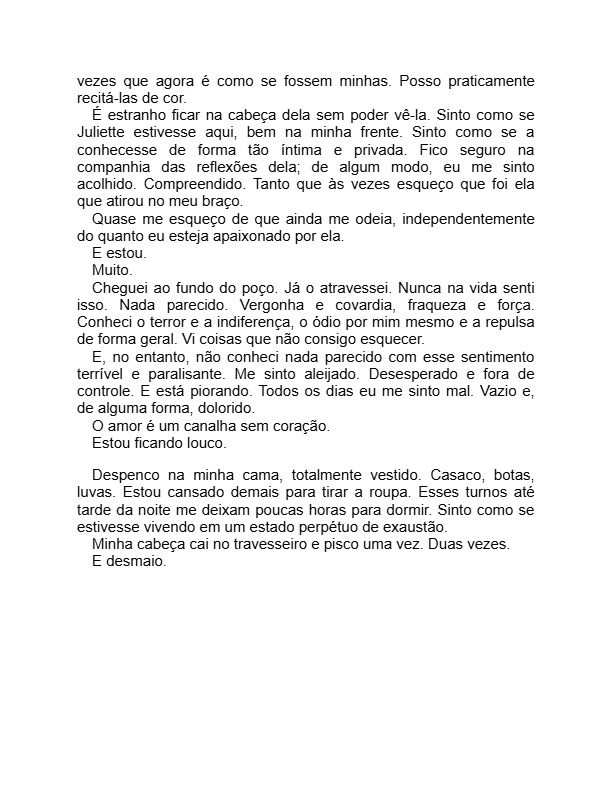 vezes que agora é como se fossem minhas. Posso praticamente
recitá-las de cor.
É estranho ficar na cabeça dela sem poder vê-la. Sinto como se
Juliette estivesse aqui, bem na minha frente. Sinto como se a
conhecesse de forma tão íntima e privada. Fico seguro na
companhia das reflexões dela; de algum modo, eu me sinto
acolhido. Compreendido. Tanto que às vezes esqueço que foi ela
que atirou no meu braço.
Quase me esqueço de que ainda me odeia, independentemente
do quanto eu esteja apaixonado por ela.
E estou.
Muito.
Cheguei ao fundo do poço. Já o atravessei. Nunca na vida senti
isso. Nada parecido. Vergonha e covardia, fraqueza e força.
Conheci o terror e a indiferença, o ódio por mim mesmo e a repulsa
de forma geral. Vi coisas que não consigo esquecer.
E, no entanto, não conheci nada parecido com esse sentimento
terrível e paralisante. Me sinto aleijado. Desesperado e fora de
controle. E está piorando. Todos os dias eu me sinto mal. Vazio e,
de alguma forma, dolorido.
O amor é um canalha sem coração.
Estou ficando louco.
Despenco na minha cama, totalmente vestido. Casaco, botas,
luvas. Estou cansado demais para tirar a roupa. Esses turnos até
tarde da noite me deixam poucas horas para dormir. Sinto como se
estivesse vivendo em um estado perpétuo de exaustão.
Minha cabeça cai no travesseiro e pisco uma vez. Duas vezes.
E desmaio.